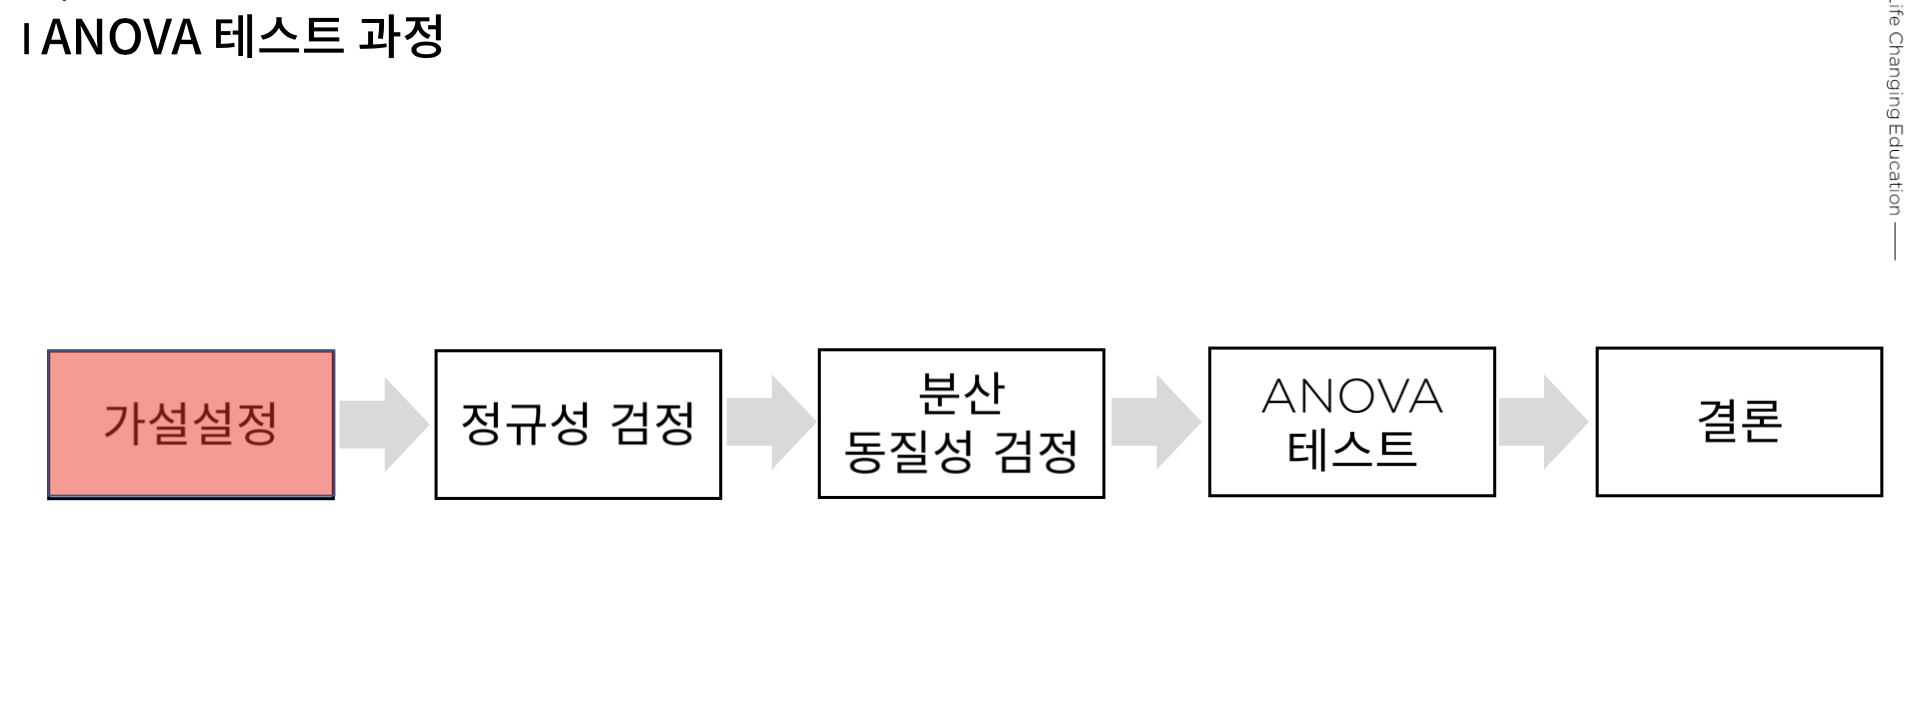 ANOVA 테스트 과정
Life Changing Education
가설설정
정규성 검정
분산
동질성 검정
ANOVA
테스트
결론